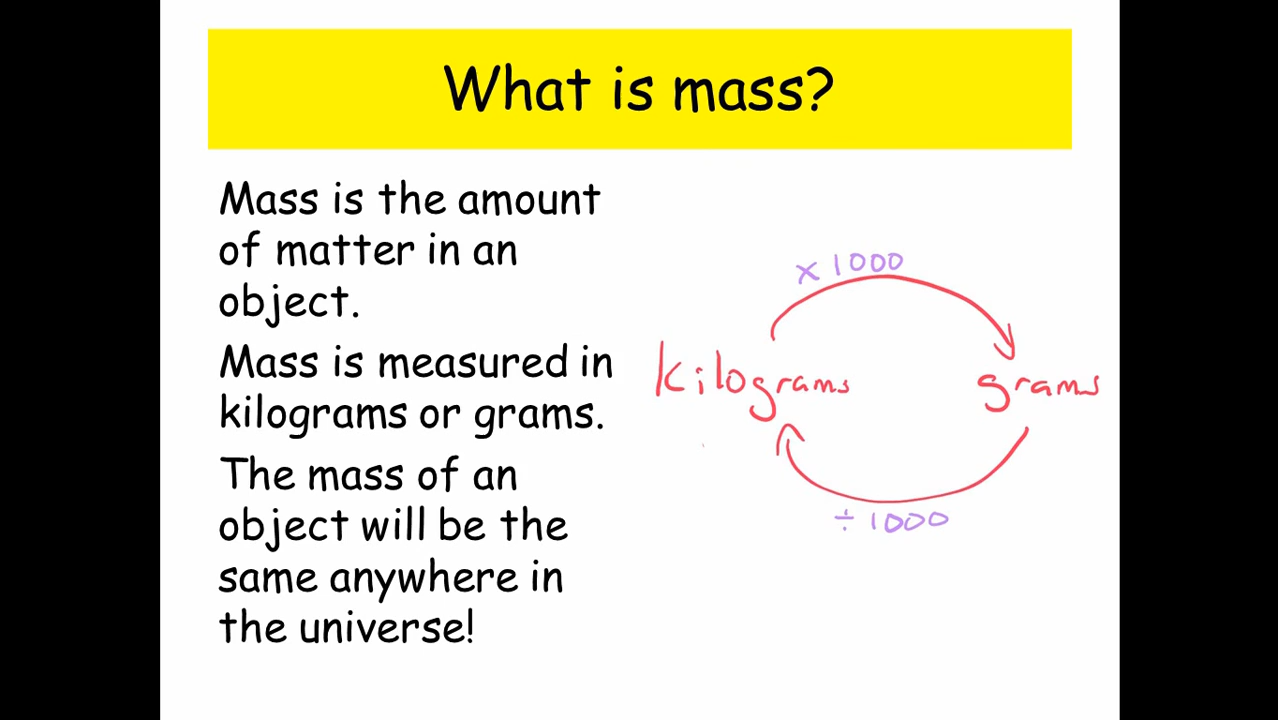 What is mass?
Mass is the amount
of matter in an
object.
Mass is measured in
kilograms or grams.
The mass of an
object will be the
same anywhere in
the universe!
x 1000
kilograms
grams
÷ 1000